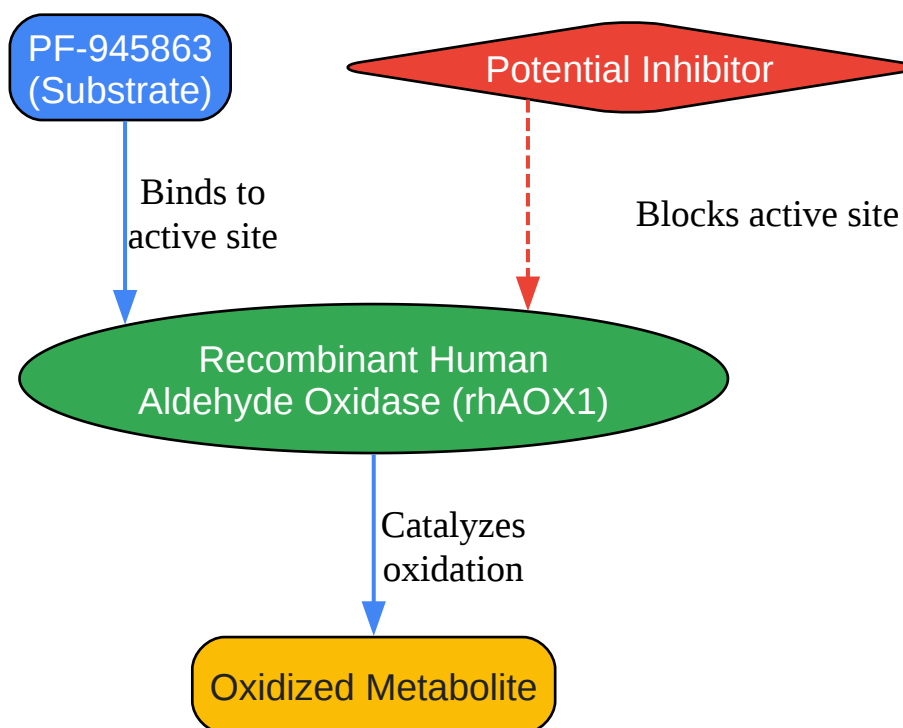 PF-945863
(Substrate)
Potential Inhibitor
Binds to
active site
Blocks active site
Recombinant Human
Aldehyde Oxidase (rhAOX1)
Catalyzes
oxidation
Oxidized Metabolite